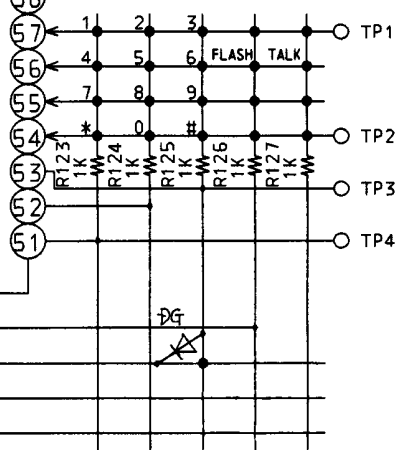 57 1 2 3 TP1
56 4 5 6 FLASH TALK
55 7 8 9
54 * 0 # TP2
53 R123 1K R124 1K R125 1K R126 1K R127 1K TP3
52
51 TP4
DG